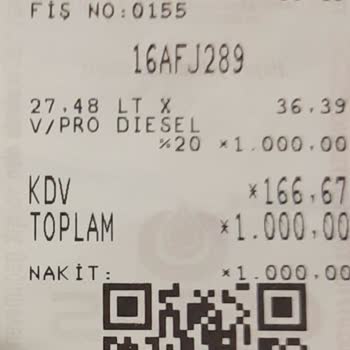 FİŞ NO:0155
16AFJ289
27,48 LT X 36,39
V/PRO DIESEL
%20 *1.000,00
KDV *166,67
TOPLAM *1.000,00
NAKİT: *1.000,00